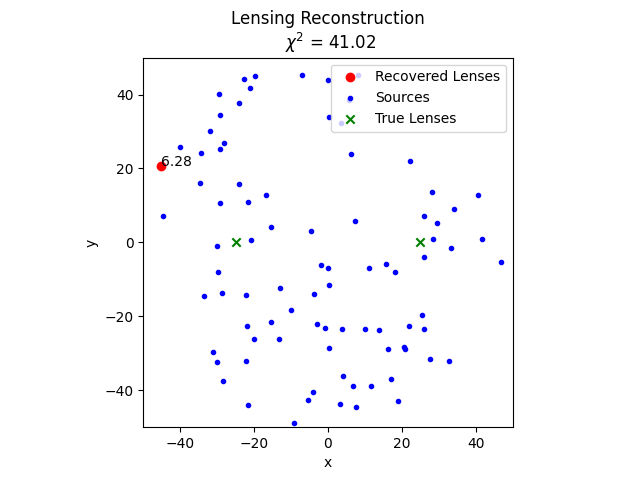 Lensing Reconstruction
χ² = 41.02
Recovered Lenses
Sources
True Lenses
6.28
40
20
0
−20
−40
y
−40 −20 0 20 40
x